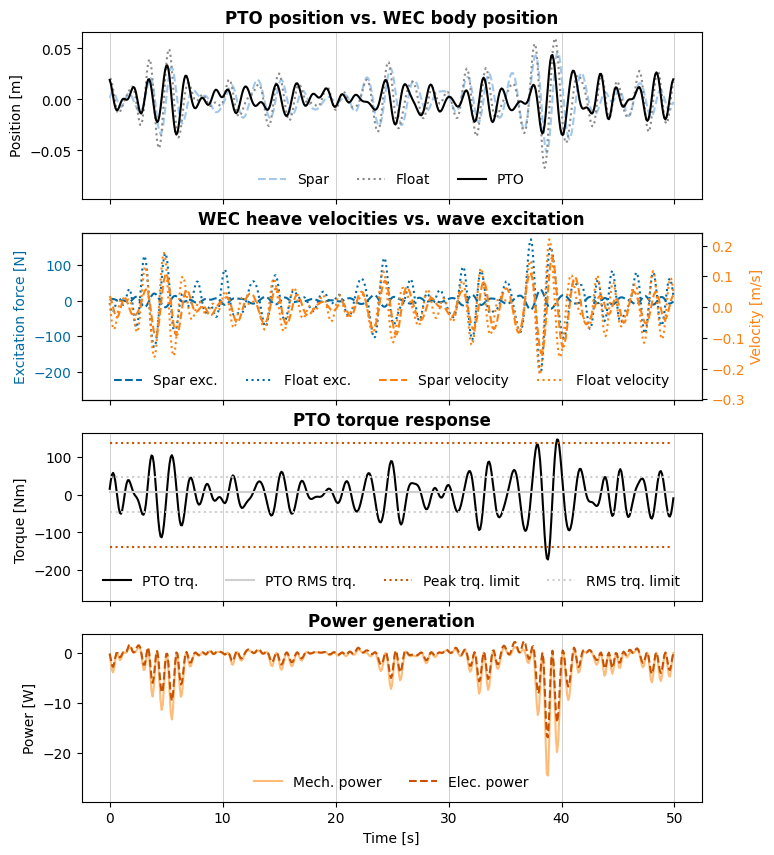 PTO position vs. WEC body position
Position [m]
0.05
0.00
−0.05
Spar Float PTO
WEC heave velocities vs. wave excitation
Excitation force [N]
100
0
−100
−200
0.2
0.1
0.0
−0.1
−0.2
−0.3
Velocity [m/s]
Spar exc. Float exc. Spar velocity Float velocity
PTO torque response
Torque [Nm]
100
0
−100
−200
PTO trq. PTO RMS trq. Peak trq. limit RMS trq. limit
Power generation
Power [W]
0
−10
−20
Mech. power Elec. power
0 10 20 30 40 50
Time [s]